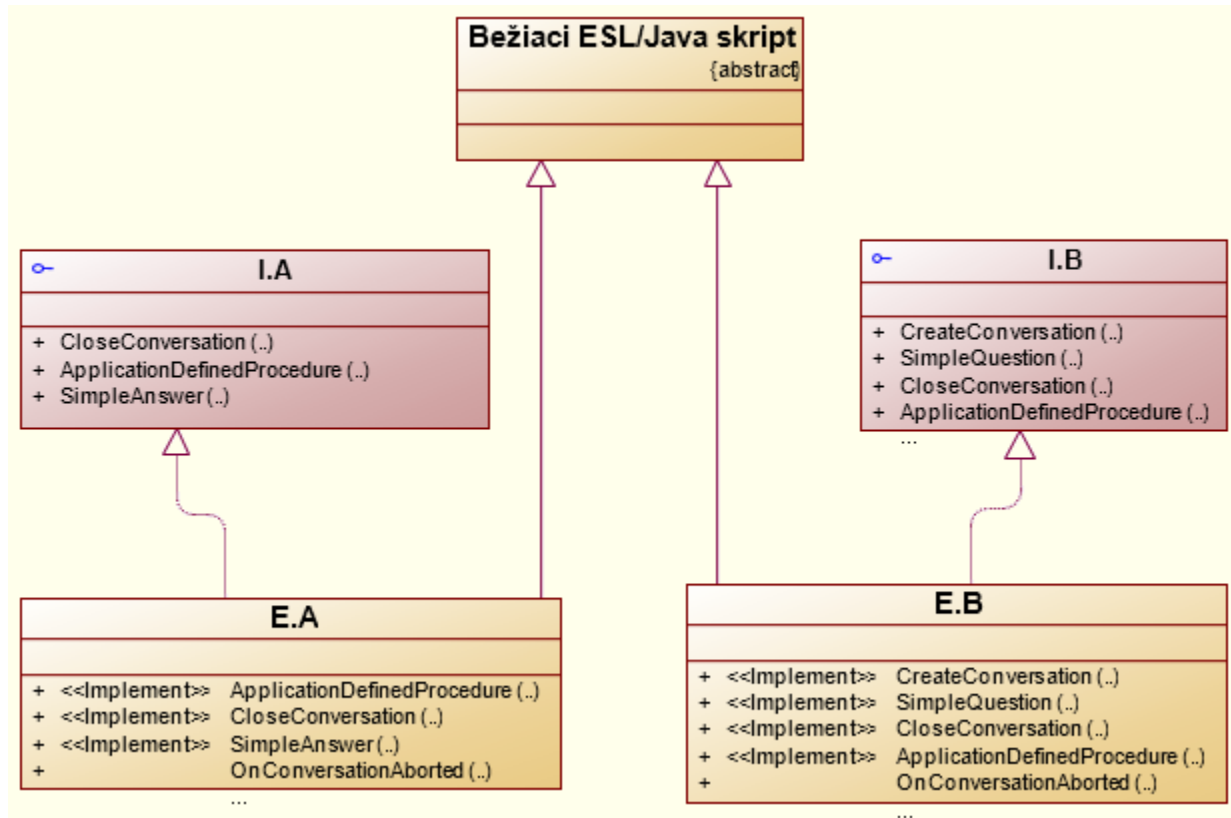 Bežiaci ESL/Java skript
{abstract}
I.A
+ CloseConversation (..)
+ ApplicationDefinedProcedure (..)
+ SimpleAnswer (..)
I.B
+ CreateConversation (..)
+ SimpleQuestion (..)
+ CloseConversation (..)
+ ApplicationDefinedProcedure (..)
...
E.A
+ <<Implement>> ApplicationDefinedProcedure (..)
+ <<Implement>> CloseConversation (..)
+ <<Implement>> SimpleAnswer (..)
+ OnConversationAborted (..)
...
E.B
+ <<Implement>> CreateConversation (..)
+ <<Implement>> SimpleQuestion (..)
+ <<Implement>> CloseConversation (..)
+ <<Implement>> ApplicationDefinedProcedure (..)
+ OnConversationAborted (..)
...